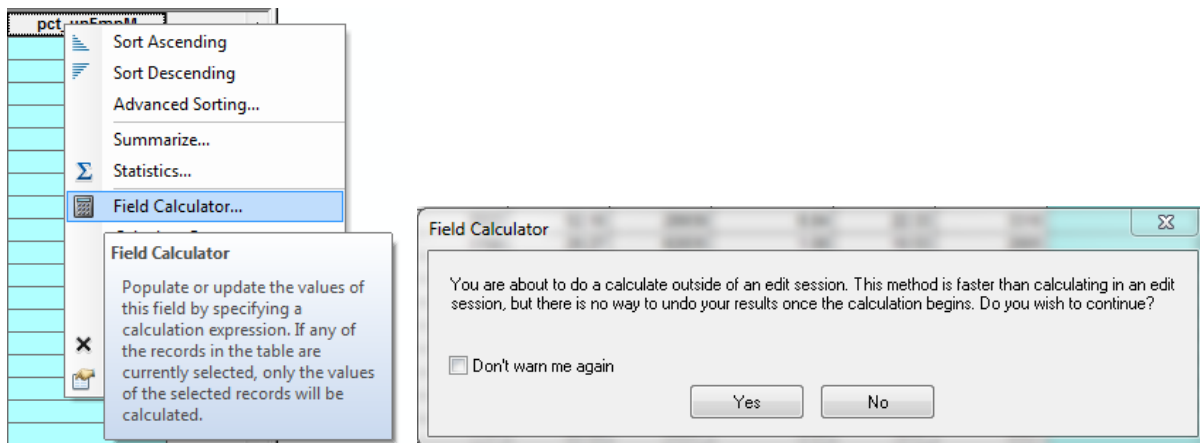 pct_unEmpM
Sort Ascending
Sort Descending
Advanced Sorting...
Summarize...
Σ Statistics...
Field Calculator...
Field Calculator
Populate or update the values of
this field by specifying a
calculation expression. If any of
the records in the table are
currently selected, only the values
of the selected records will be
calculated.
Field Calculator
You are about to do a calculate outside of an edit session. This method is faster than calculating in an edit
session, but there is no way to undo your results once the calculation begins. Do you wish to continue?
Don't warn me again
Yes No